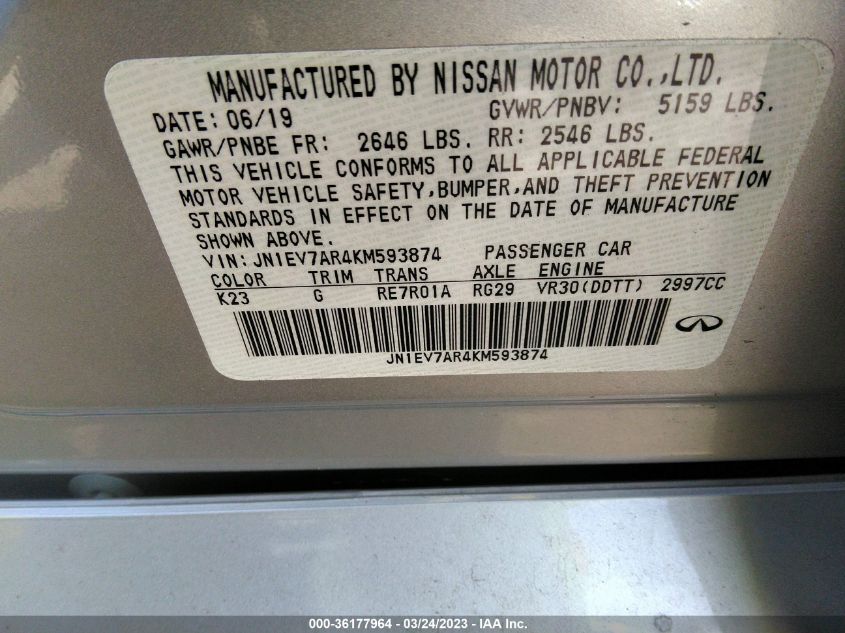 MANUFACTURED BY NISSAN MOTOR CO.,LTD.
DATE: 06/19 GVWR/PNBV: 5159 LBS.
GAWR/PNBE FR: 2646 LBS. RR: 2546 LBS.
THIS VEHICLE CONFORMS TO ALL APPLICABLE FEDERAL
MOTOR VEHICLE SAFETY,BUMPER,AND THEFT PREVENTION
STANDARDS IN EFFECT ON THE DATE OF MANUFACTURE
SHOWN ABOVE.
VIN: JN1EV7AR4KM593874 PASSENGER CAR
COLOR TRIM TRANS AXLE ENGINE
K23 G RE7R01A RG29 VR30(DDTT) 2997CC
JN1EV7AR4KM593874
000-36177964 - 03/24/2023 - IAA Inc.